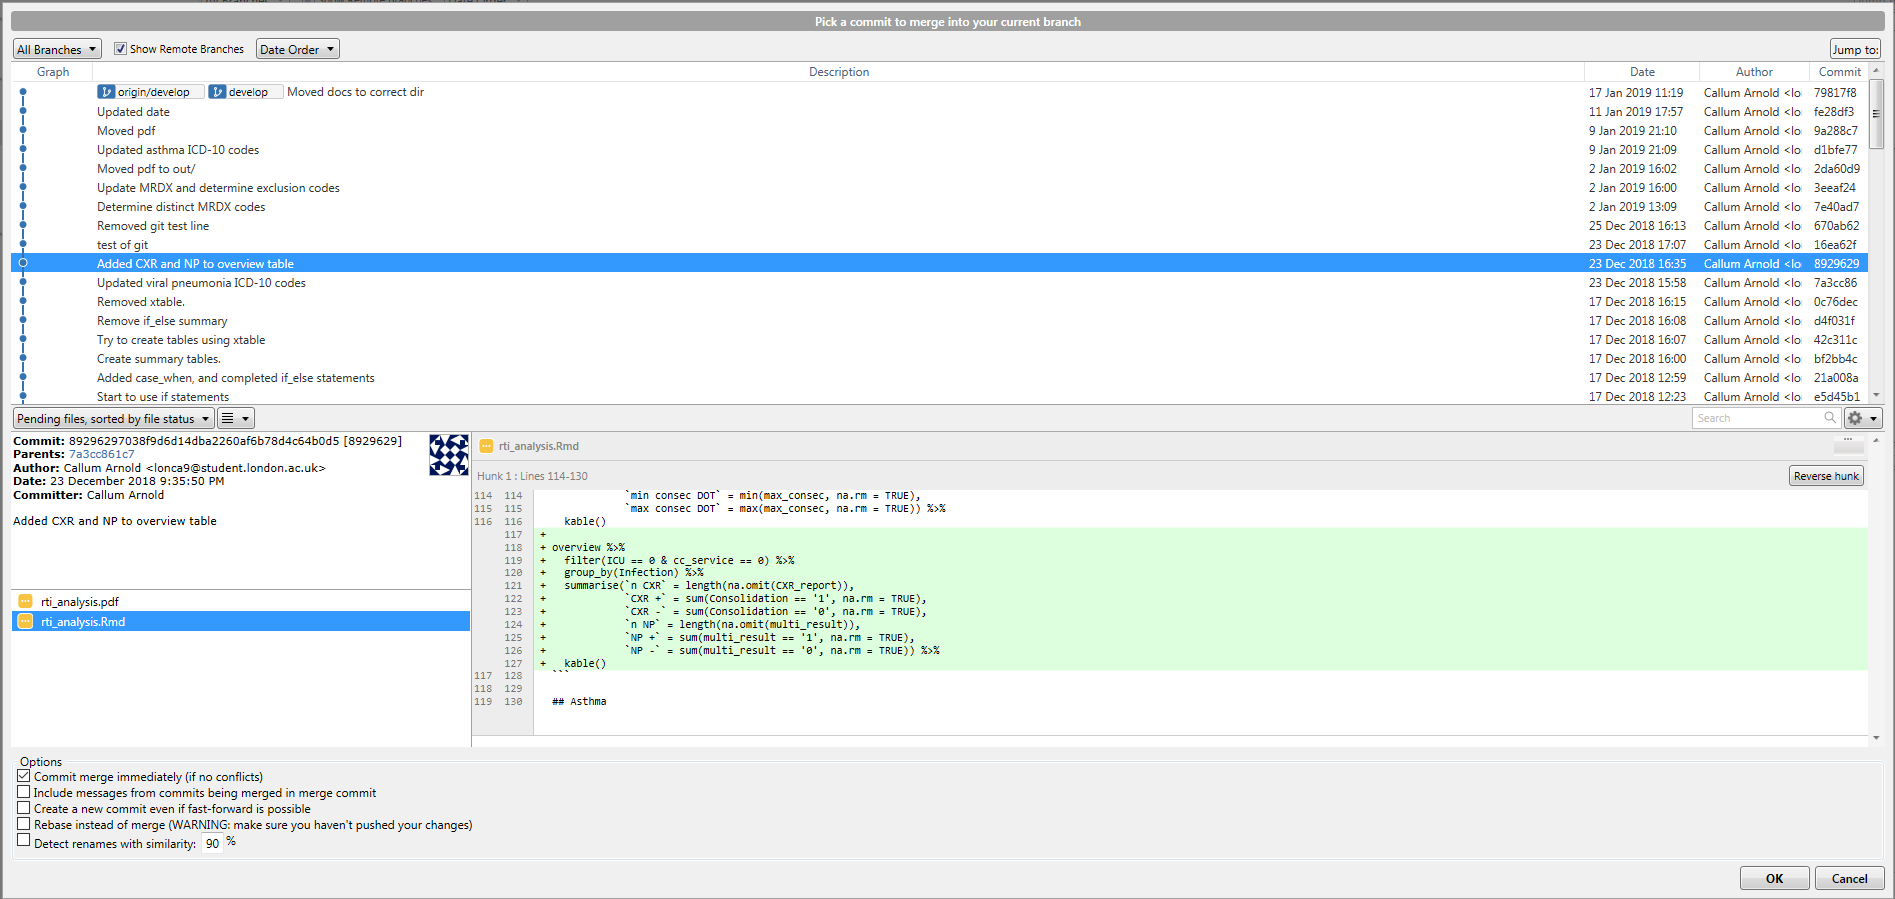 Pick a commit to merge into your current branch
All Branches Show Remote Branches Date Order Jump to:
Graph Description Date Author Commit
origin/develop develop Moved docs to correct dir 17 Jan 2019 11:19 Callum Arnold <lo 79817f8
Updated date 11 Jan 2019 17:57 Callum Arnold <lo fe28df3
Moved pdf 9 Jan 2019 21:10 Callum Arnold <lo 9a288c7
Updated asthma ICD-10 codes 9 Jan 2019 21:09 Callum Arnold <lo d1bfe77
Moved pdf to out/ 2 Jan 2019 16:02 Callum Arnold <lo 2da60d9
Update MRDX and determine exclusion codes 2 Jan 2019 16:00 Callum Arnold <lo 3eeaf24
Determine distinct MRDX codes 2 Jan 2019 13:09 Callum Arnold <lo 7e40ad7
Removed git test line 25 Dec 2018 16:13 Callum Arnold <lo 670ab62
test of git 23 Dec 2018 17:07 Callum Arnold <lo 16ea62f
Added CXR and NP to overview table 23 Dec 2018 16:35 Callum Arnold <lo 8929629
Updated viral pneumonia ICD-10 codes 23 Dec 2018 15:58 Callum Arnold <lo 7a3cc86
Removed xtable. 17 Dec 2018 16:15 Callum Arnold <lo 0c76dec
Remove if_else summary 17 Dec 2018 16:08 Callum Arnold <lo d4f031f
Try to create tables using xtable 17 Dec 2018 16:07 Callum Arnold <lo 42c311c
Create summary tables. 17 Dec 2018 16:00 Callum Arnold <lo bf2bb4c
Added case_when, and completed if_else statements 17 Dec 2018 12:59 Callum Arnold <lo 21a008a
Start to use if statements 17 Dec 2018 12:23 Callum Arnold <lo e5d45b1
Pending files, sorted by file status Search
Commit: 89296297038f9d6d14dba2260af6b78d4c64b0d5 [8929629]
Parents: 7a3cc861c7
Author: Callum Arnold <lonca9@student.london.ac.uk>
Date: 23 December 2018 9:35:50 PM
Committer: Callum Arnold
Added CXR and NP to overview table
rti_analysis.pdf
rti_analysis.Rmd
rti_analysis.Rmd
Hunk 1 : Lines 114-130 Reverse hunk
114 114 `min consec DOT` = min(max_consec, na.rm = TRUE),
115 115 `max consec DOT` = max(max_consec, na.rm = TRUE)) %>%
116 116 kable()
117 +
118 + overview %>%
119 + filter(ICU == 0 & cc_service == 0) %>%
120 + group_by(Infection) %>%
121 + summarise(`n CXR` = length(na.omit(CXR_report)),
122 + `CXR +` = sum(Consolidation == '1', na.rm = TRUE),
123 + `CXR -` = sum(Consolidation == '0', na.rm = TRUE),
124 + `n NP` = length(na.omit(multi_result)),
125 + `NP +` = sum(multi_result == '1', na.rm = TRUE),
126 + `NP -` = sum(multi_result == '0', na.rm = TRUE)) %>%
127 + kable()
117 128 ```
118 129
119 130 ## Asthma
Options
Commit merge immediately (if no conflicts)
Include messages from commits being merged in merge commit
Create a new commit even if fast-forward is possible
Rebase instead of merge (WARNING: make sure you haven't pushed your changes)
Detect renames with similarity: 90 %
OK Cancel